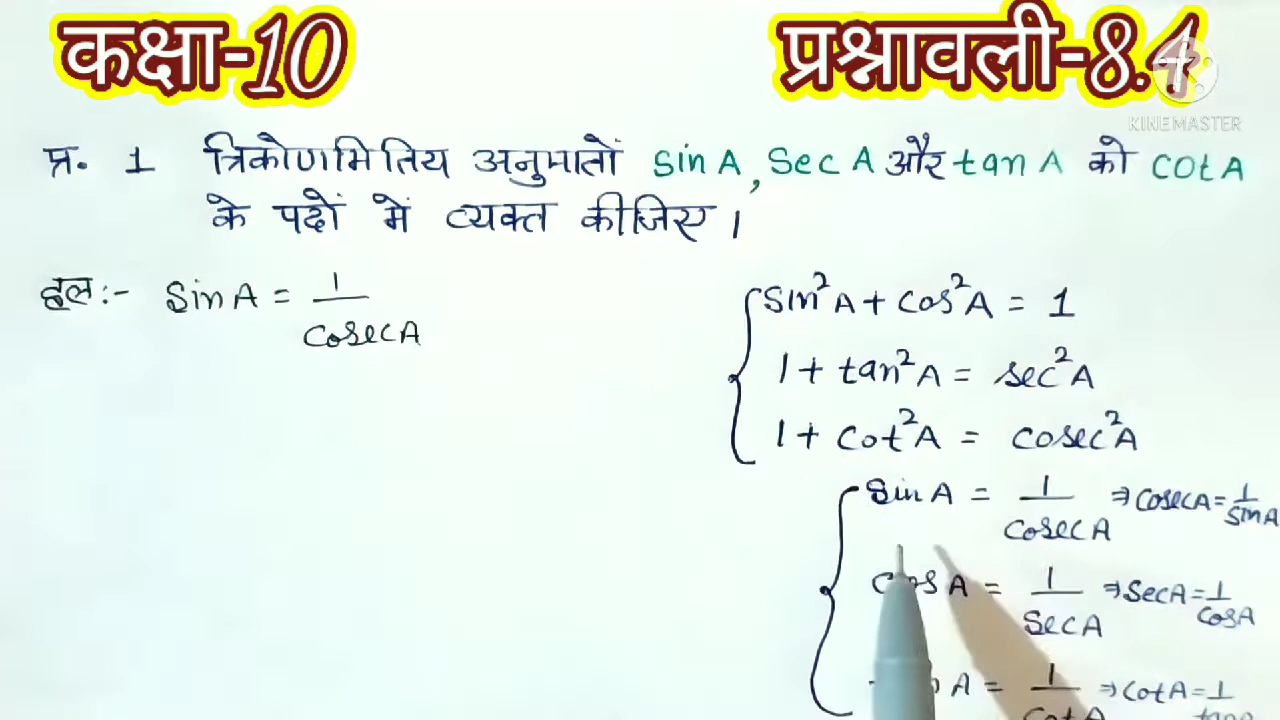 कक्षा-10 प्रश्नावली-8.4
KINEMASTER
प्र. 1 त्रिकोणमितिय अनुमातों sin A, Sec A और tan A को cot A
के पदों में व्यक्त कीजिए।
हल:- sin A = 1/cosec A
sin²A + cos²A = 1
1 + tan²A = sec²A
1 + cot²A = cosec²A
sin A = 1/cosec A ⇒ cosec A = 1/sin A
cos A = 1/sec A ⇒ sec A = 1/cos A
A = 1/cot A ⇒ cot A = 1/